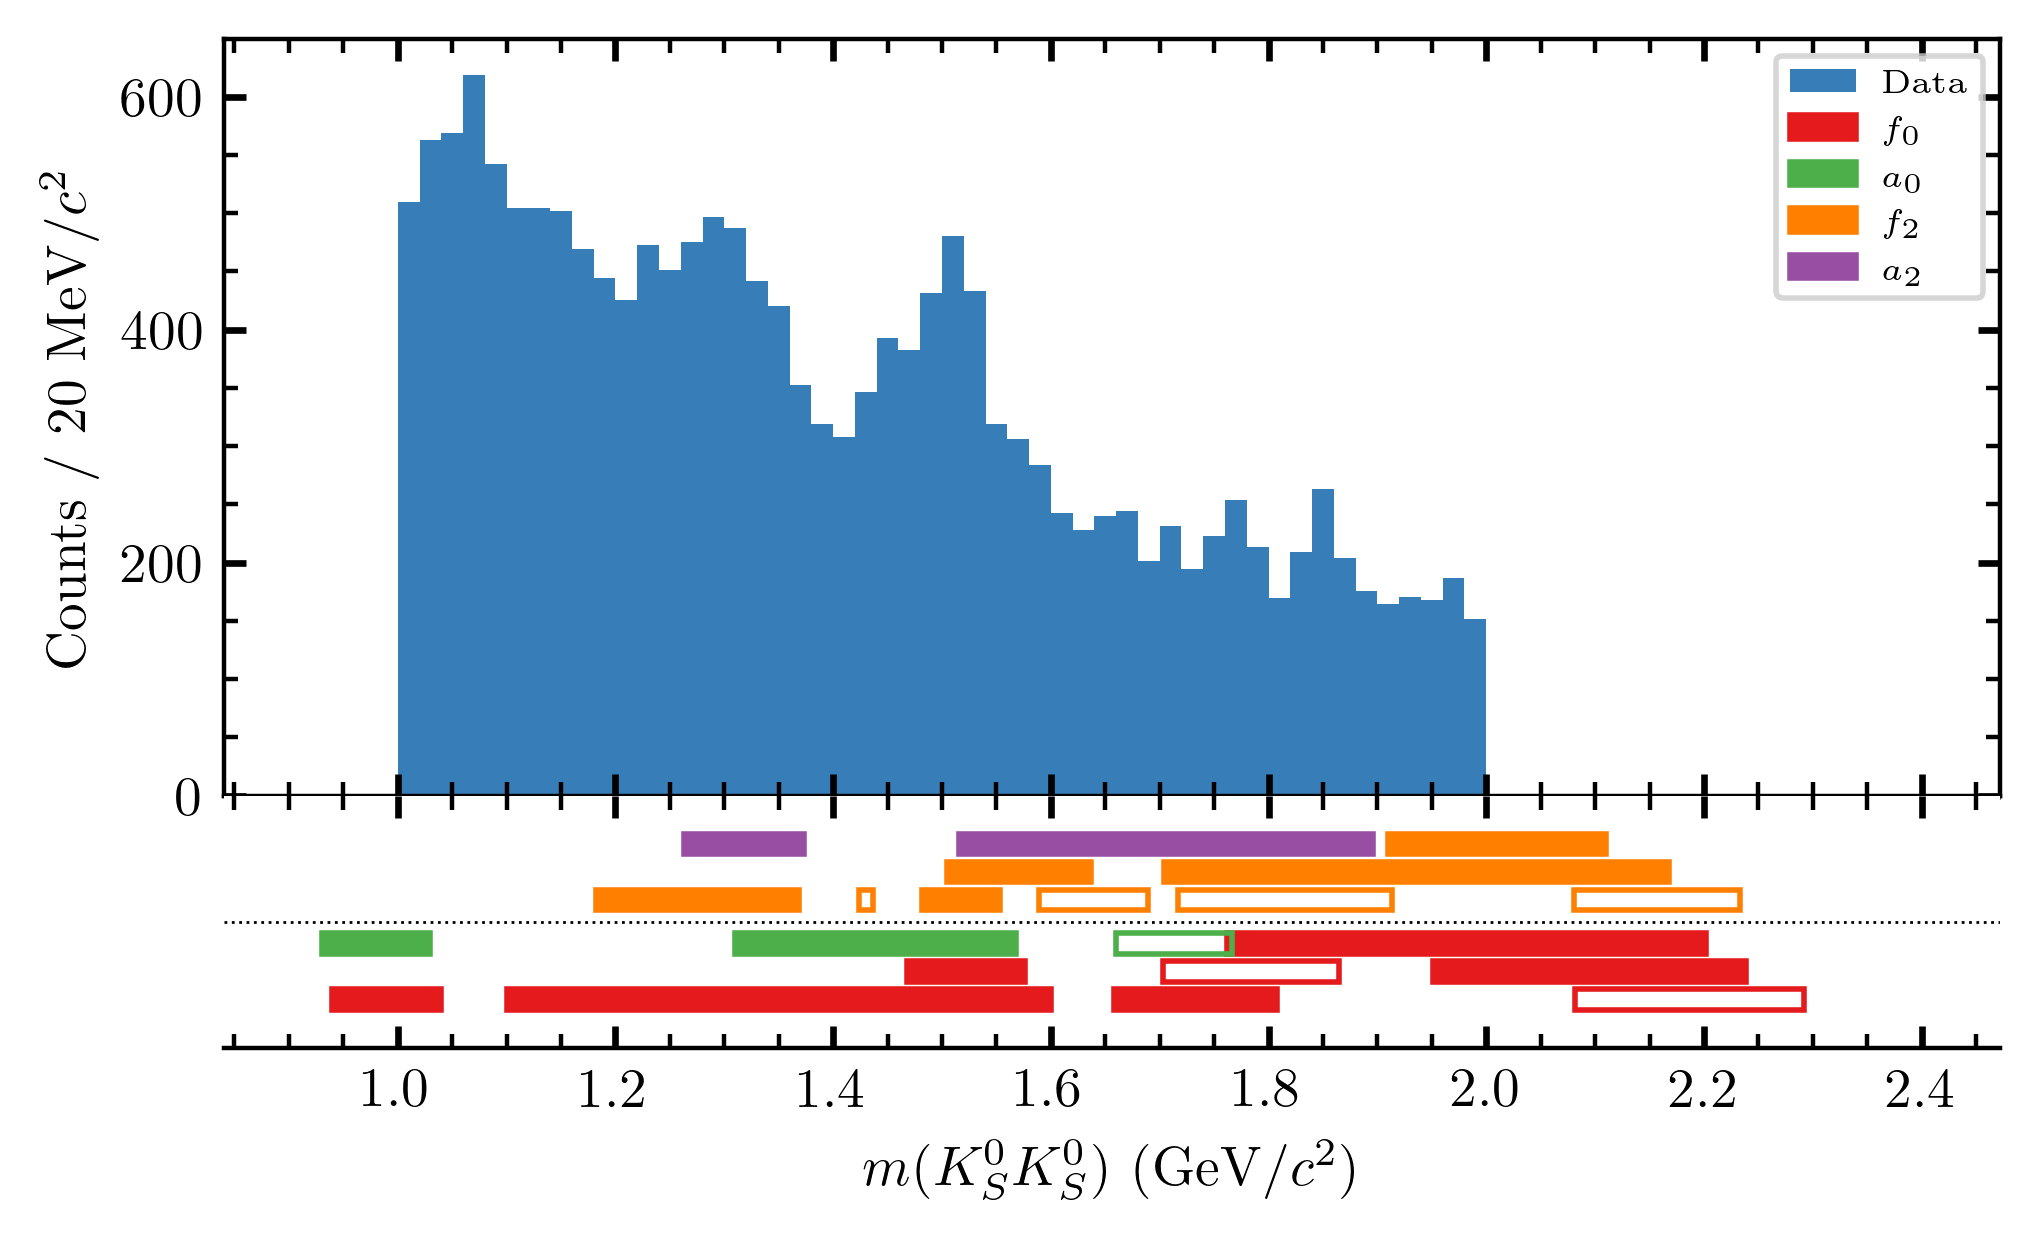 600
400
200
0
Counts / 20 MeV/c²
Data
f₀
a₀
f₂
a₂
1.0 1.2 1.4 1.6 1.8 2.0 2.2 2.4
m(K⁰_S K⁰_S) (GeV/c²)